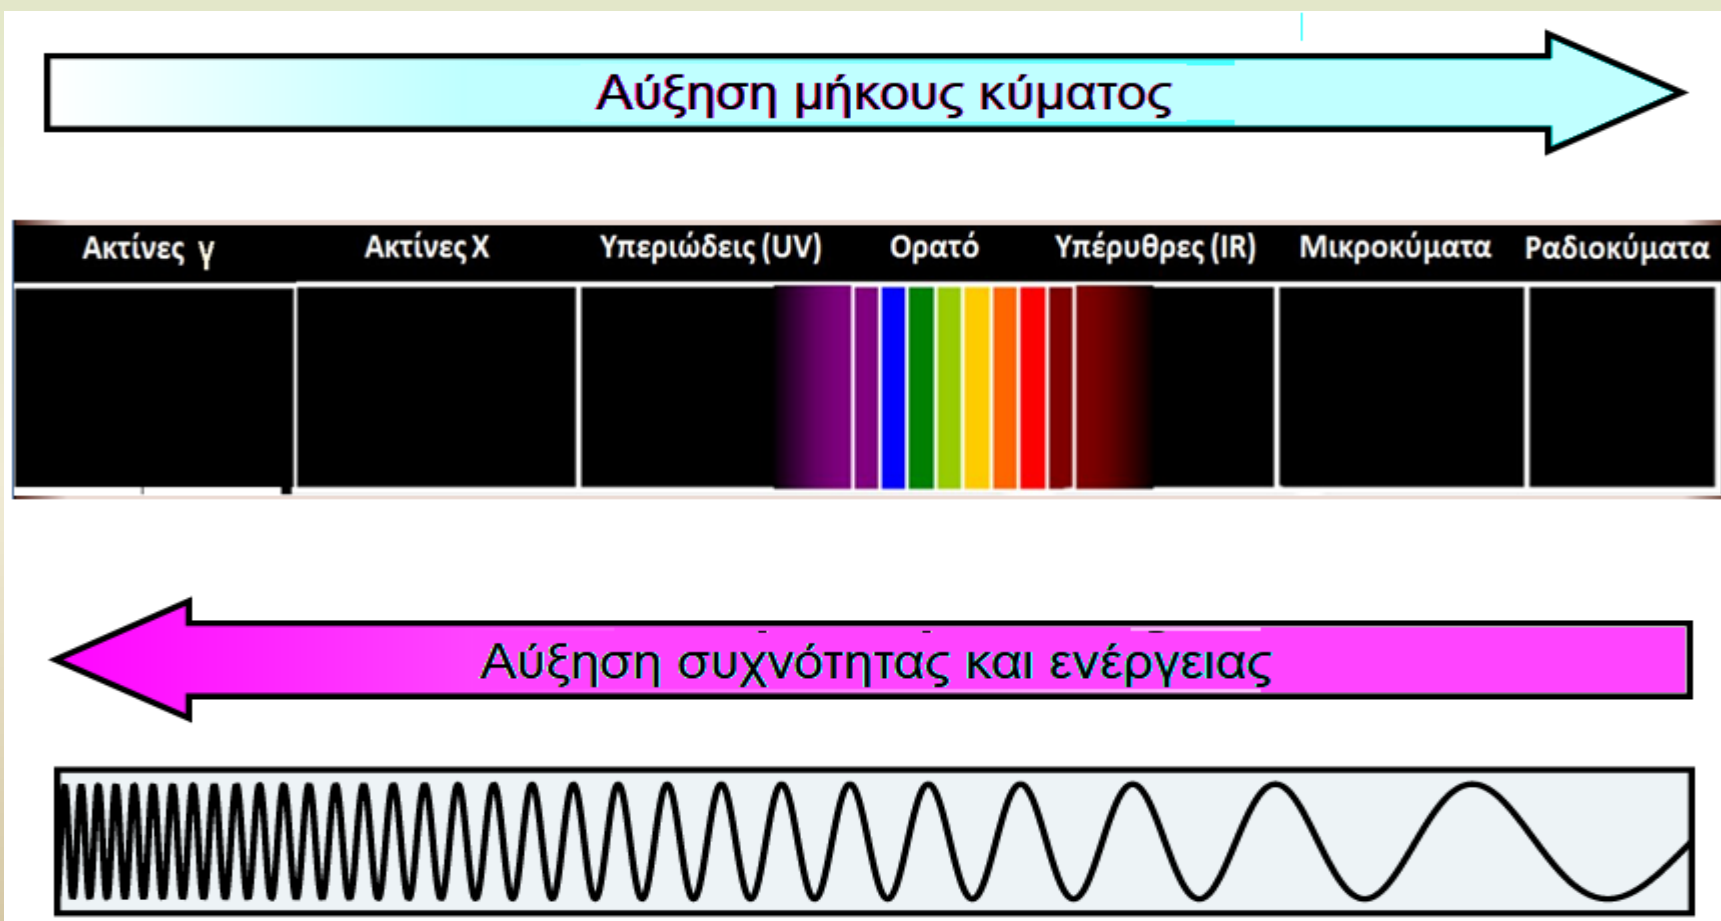 Αύξηση μήκους κύματος
Ακτίνες γ Ακτίνες Χ Υπεριώδεις (UV) Ορατό Υπέρυθρες (IR) Μικροκύματα Ραδιοκύματα
Αύξηση συχνότητας και ενέργειας